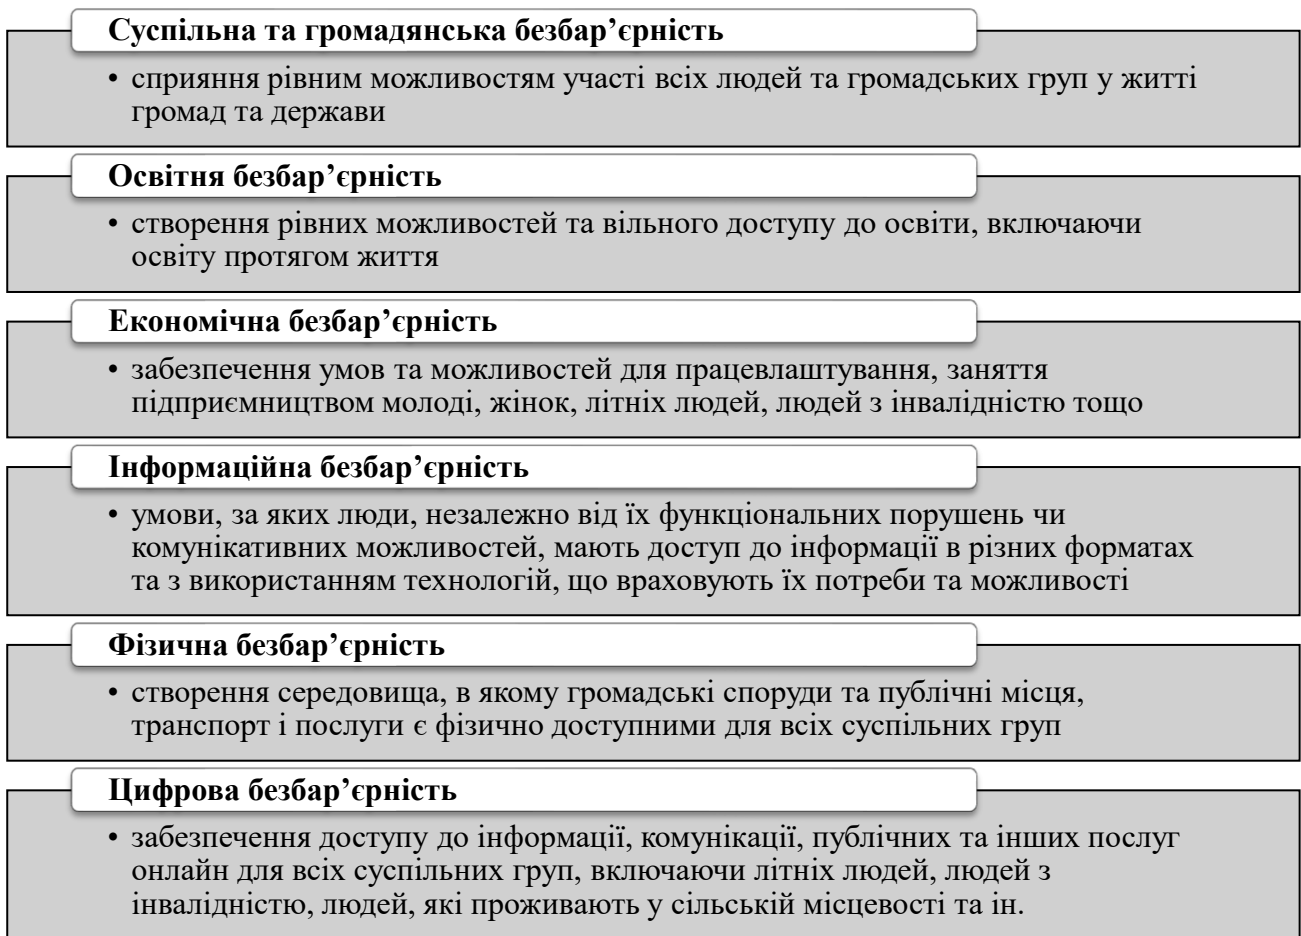 Суспільна та громадянська безбар’єрність
• сприяння рівним можливостям участі всіх людей та громадських груп у житті
громад та держави
Освітня безбар’єрність
• створення рівних можливостей та вільного доступу до освіти, включаючи
освіту протягом життя
Економічна безбар’єрність
• забезпечення умов та можливостей для працевлаштування, заняття
підприємництвом молоді, жінок, літніх людей, людей з інвалідністю тощо
Інформаційна безбар’єрність
• умови, за яких люди, незалежно від їх функціональних порушень чи
комунікативних можливостей, мають доступ до інформації в різних форматах
та з використанням технологій, що враховують їх потреби та можливості
Фізична безбар’єрність
• створення середовища, в якому громадські споруди та публічні місця,
транспорт і послуги є фізично доступними для всіх суспільних груп
Цифрова безбар’єрність
• забезпечення доступу до інформації, комунікації, публічних та інших послуг
онлайн для всіх суспільних груп, включаючи літніх людей, людей з
інвалідністю, людей, які проживають у сільській місцевості та ін.